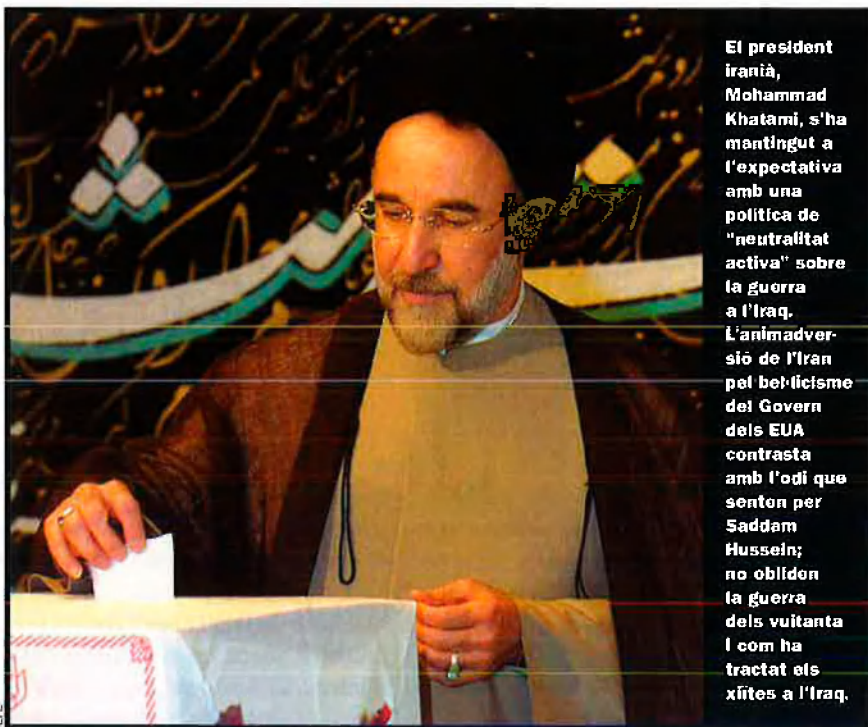 El president
iranià,
Mohammad
Khatami, s'ha
mantingut a
l'expectativa
amb una
política de
"neutralitat
activa" sobre
la guerra
a l'Iraq.
L'animadver-
sió de l'Iran
pel bel·licisme
del Govern
dels EUA
contrasta
amb l'odi que
senten per
Saddam
Hussein;
no obliden
la guerra
dels vuitanta
i com ha
tractat els
xiïtes a l'Iraq.